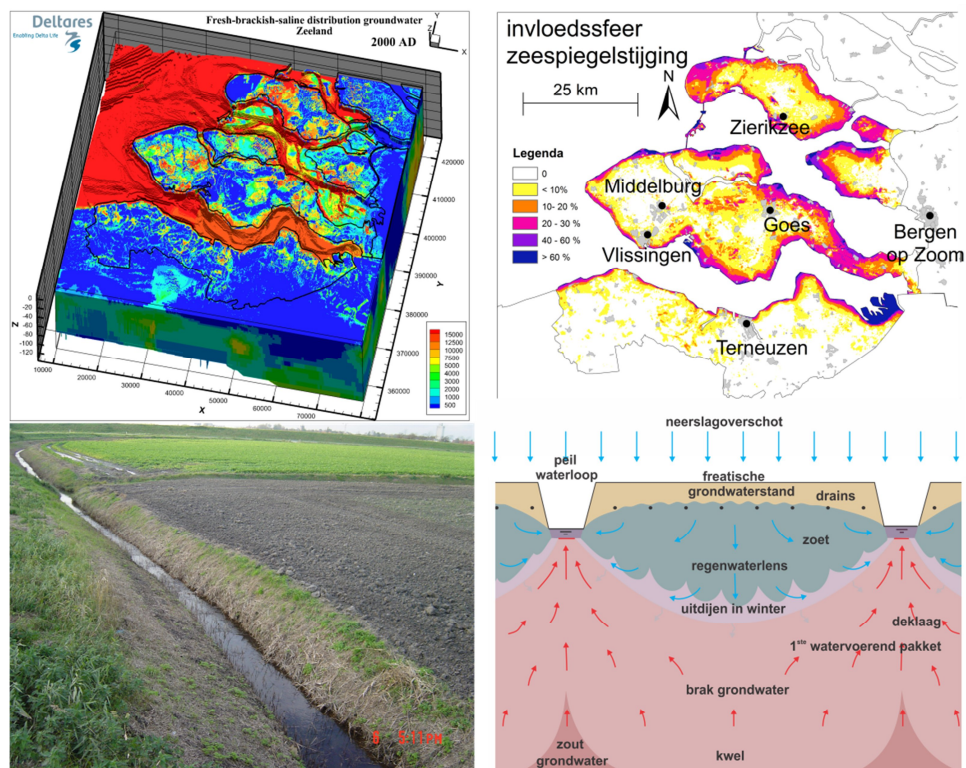 Deltares
Enabling Delta Life
Fresh-brackish-saline distribution groundwater
Zeeland
2000 AD
Y
Z
X
420000
410000
400000
390000
380000
370000
360000
Y
0
-20
-40
-60
-80
-100
-120
Z
10000
20000
30000
40000
50000
60000
70000
X
15000
12500
10000
7500
5000
4000
3000
2000
1000
500
invloedssfeer
zeespiegelstijging
N
25 km
Zierikzee
Legenda
0
< 10%
10- 20 %
20 - 30 %
40 - 60 %
> 60 %
Middelburg
Goes
Vlissingen
Bergen
op Zoom
Terneuzen
5:11PM
neerslagoverschot
peil
waterloop
freatische
grondwaterstand
drains
zoet
regenwaterlens
uitdijen in winter
deklaag
1ste watervoerend pakket
brak grondwater
zout
grondwater
kwel